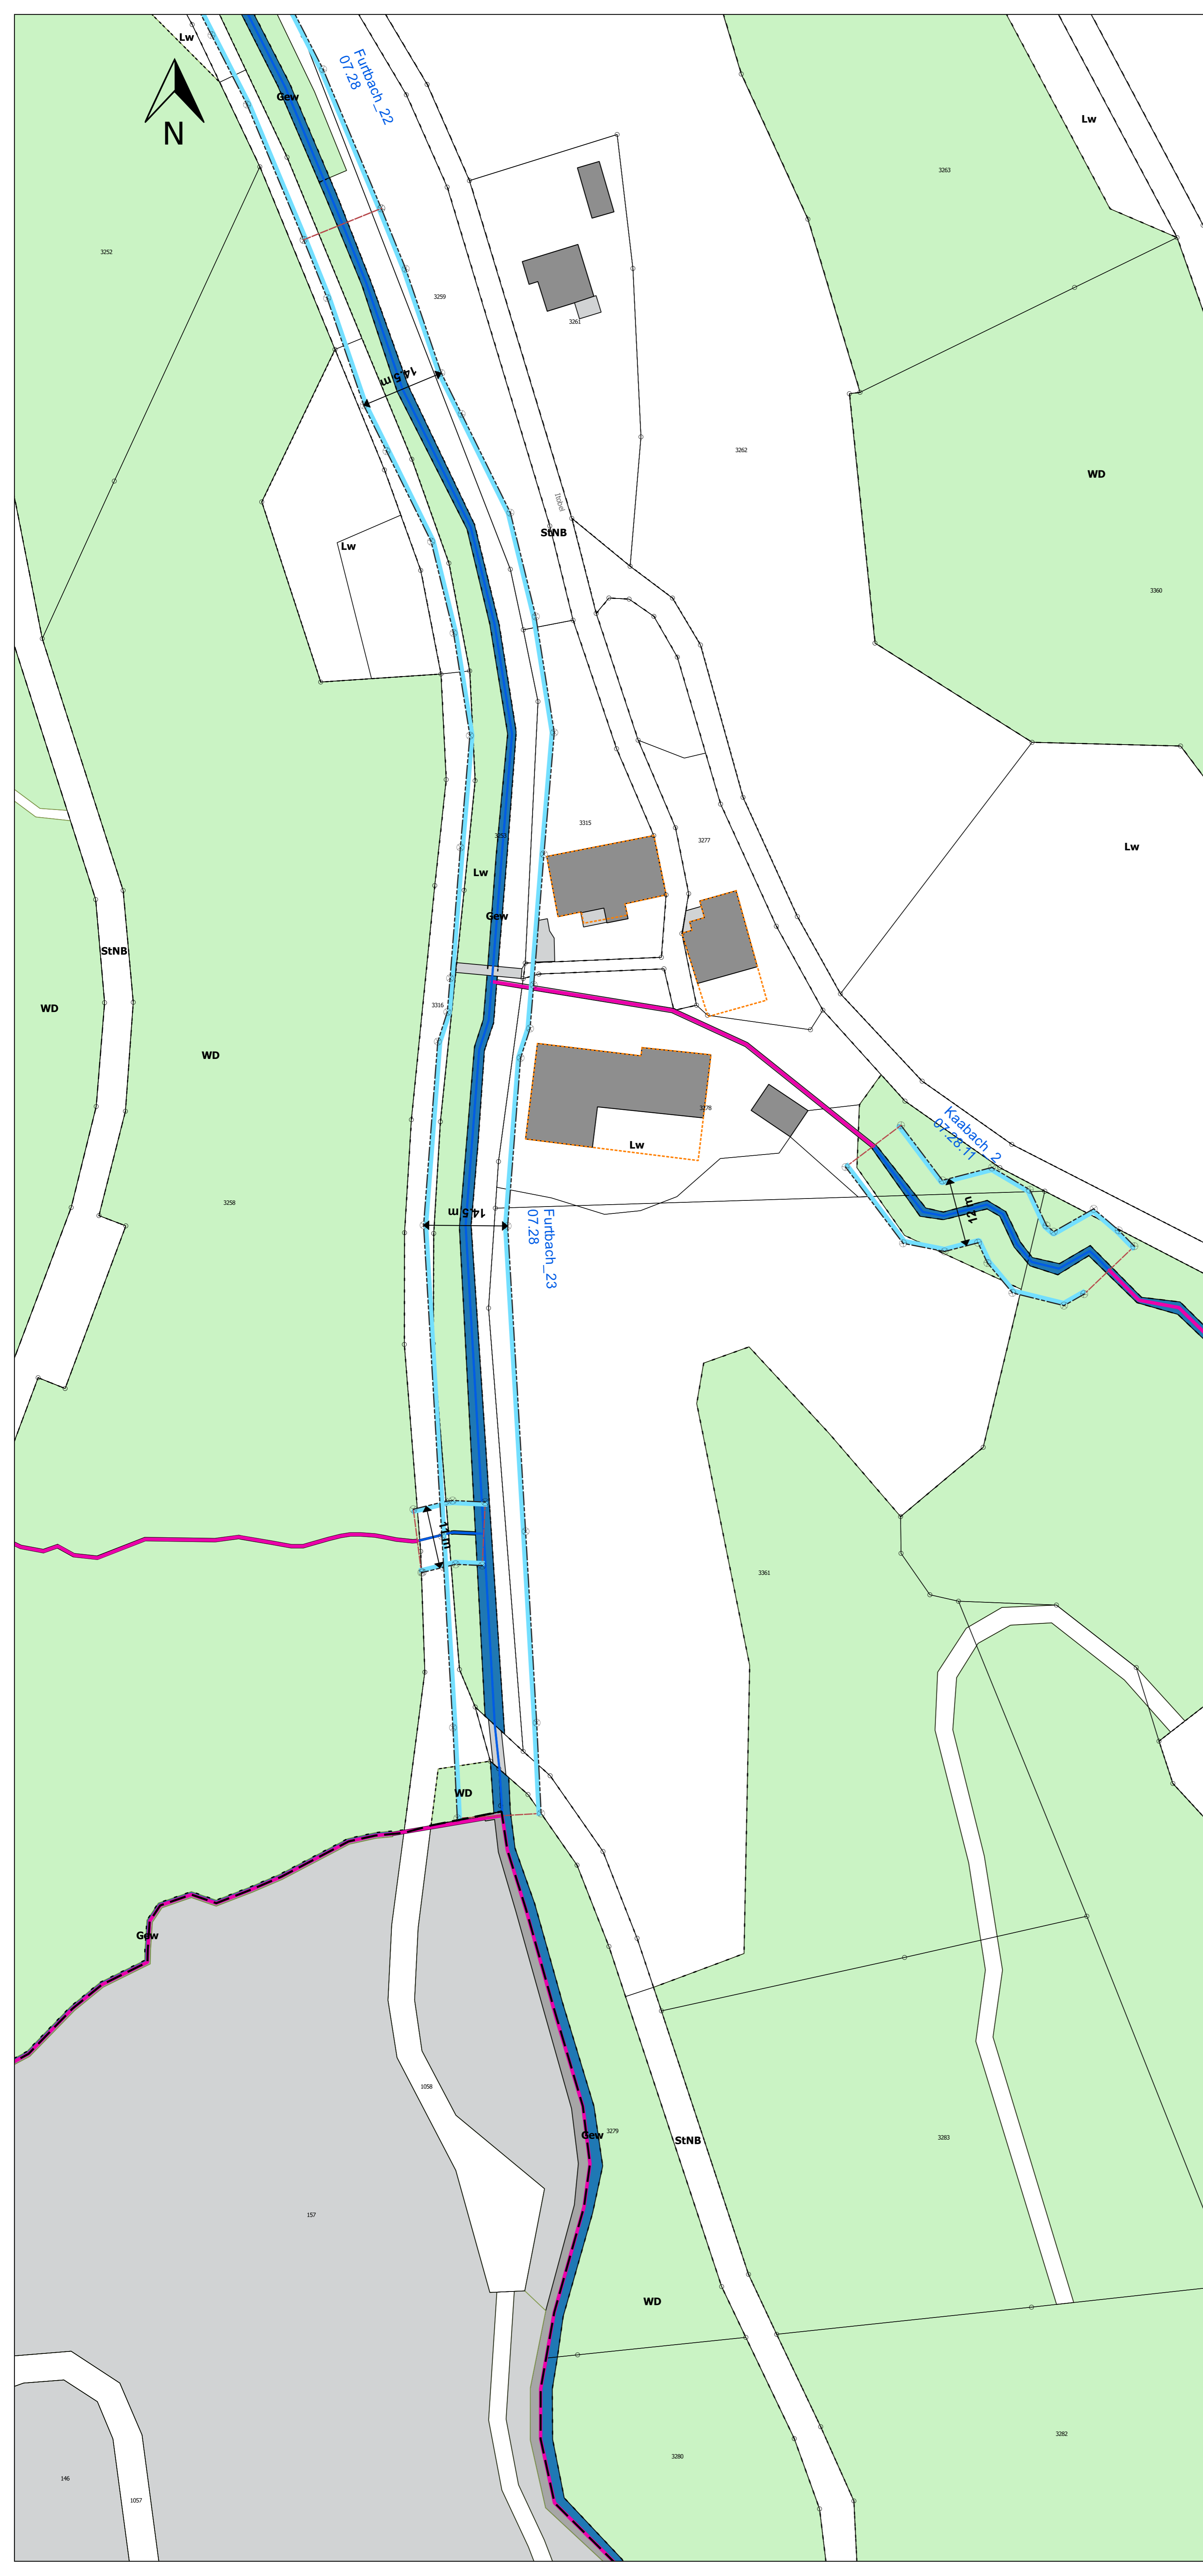 Lw
Furtbach_22
07.28
Gew
N
Lw
3263
3252
3259
3261
14.5 m
3262
WD
Itobel
StNB
Lw
3360
3315
3277
Lw
Lw
Gew
StNB
3316
WD
WD
3278
Kaabach_2
07.28.11
Lw
3258
14.5 m
Furtbach_23
07.28
12 m
11 m
3361
WD
Gew
1058
Gew
3279
StNB
3283
157
WD
3282
3280
146
1057